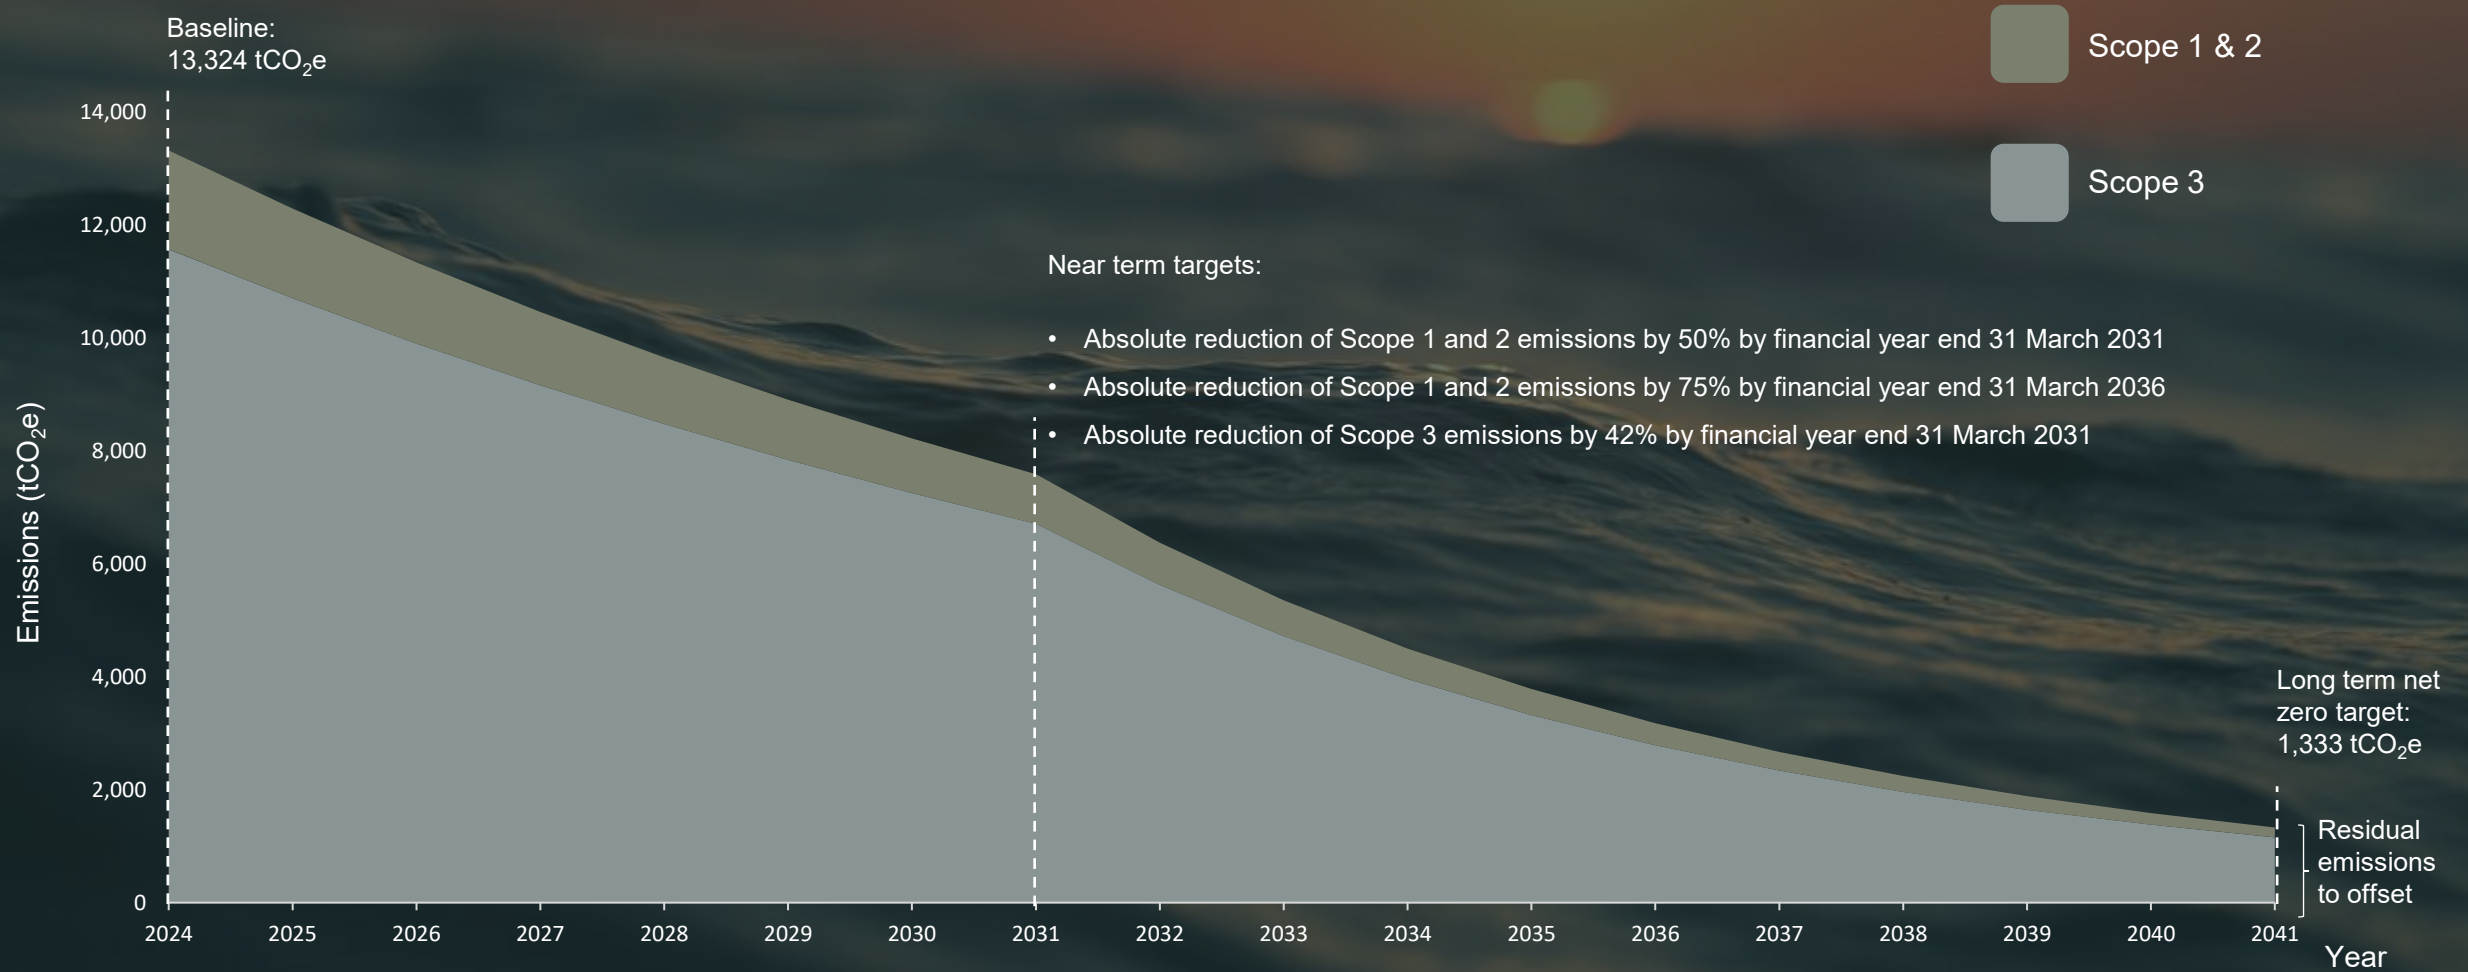 Baseline:
13,324 tCO₂e
Scope 1 & 2
Scope 3
14,000
12,000
10,000
8,000
6,000
4,000
2,000
0
Emissions (tCO₂e)
Near term targets:
• Absolute reduction of Scope 1 and 2 emissions by 50% by financial year end 31 March 2031
• Absolute reduction of Scope 1 and 2 emissions by 75% by financial year end 31 March 2036
• Absolute reduction of Scope 3 emissions by 42% by financial year end 31 March 2031
Long term net
zero target:
1,333 tCO₂e
Residual
emissions
to offset
2024 2025 2026 2027 2028 2029 2030 2031 2032 2033 2034 2035 2036 2037 2038 2039 2040 2041
Year